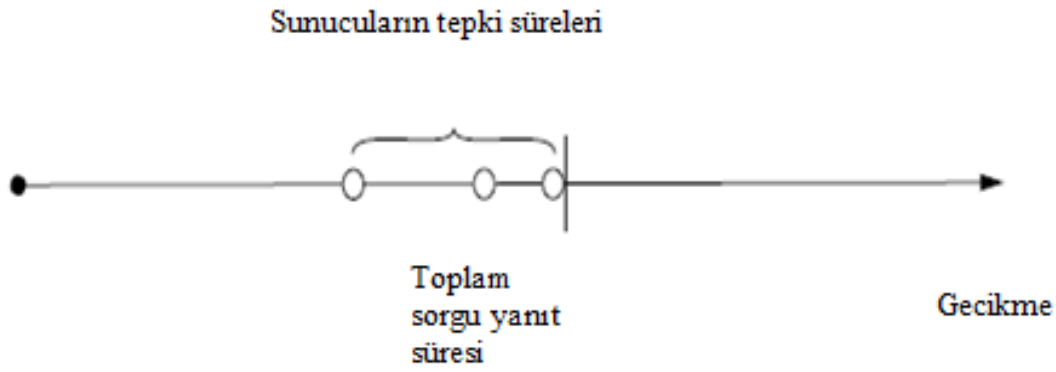 Sunucuların tepki süreleri
Toplam
sorgu yanıt
süresi
Gecikme